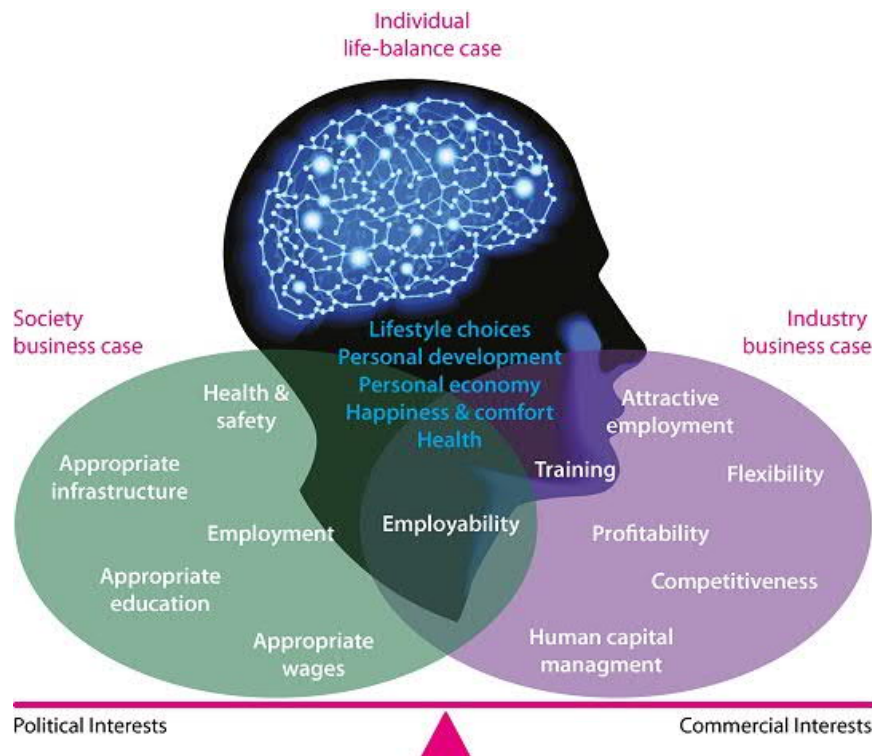 Individual
life-balance case
Society
business case
Industry
business case
Lifestyle choices
Personal development
Personal economy
Happiness & comfort
Health
Health &
safety
Appropriate
infrastructure
Employment
Appropriate
education
Appropriate
wages
Employability
Attractive
employment
Training
Flexibility
Profitability
Competitiveness
Human capital
managment
Political Interests
Commercial Interests